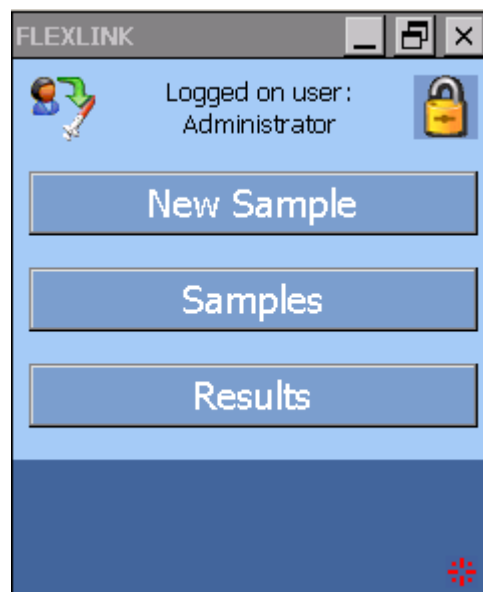 FLEXLINK
Logged on user:
Administrator
New Sample
Samples
Results